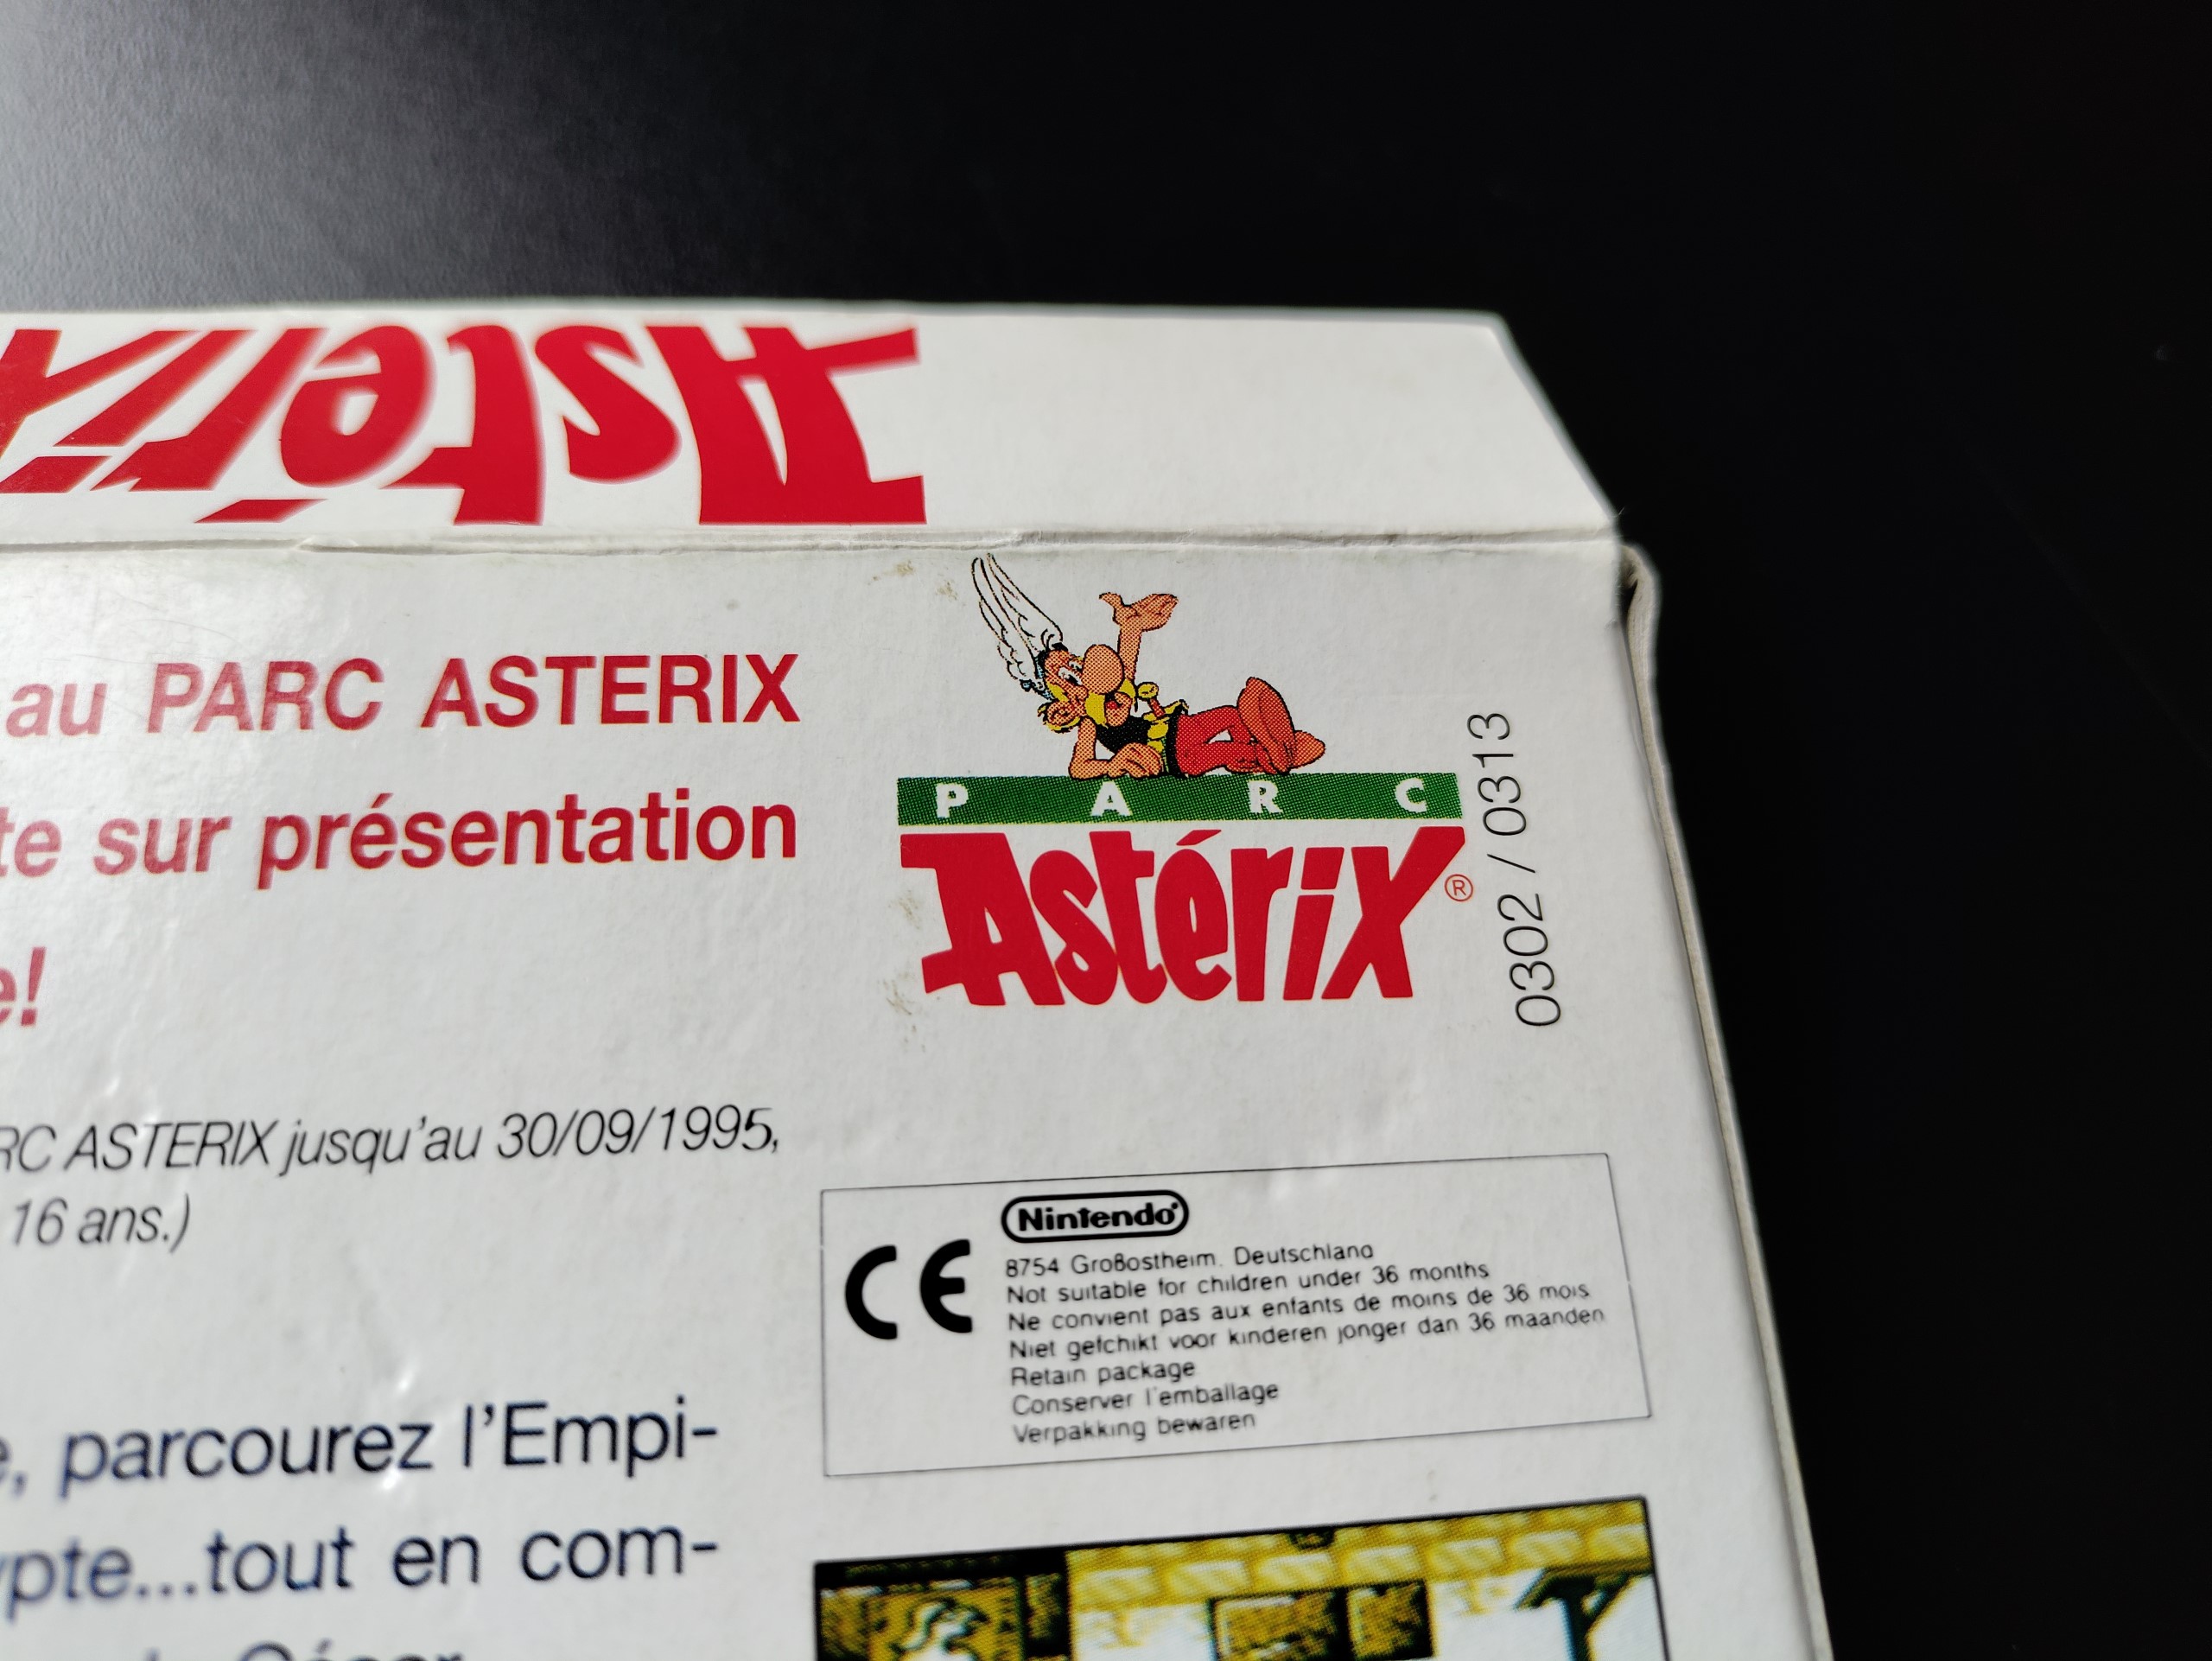 Astérix
au PARC ASTERIX
sur présentation
PARC
Astérix®
0302 / 0313
ASTERIX jusqu'au 30/09/1995,
16 ans.)
Nintendo®
CE
8754 Großostheim, Deutschland
Not suitable for children under 36 months
Ne convient pas aux enfants de moins de 36 mois
Niet gefchikt voor kinderen jonger dan 36 maanden
Retain package
Conserver l'emballage
Verpakking bewaren
parcourez l'Empi-
...tout en com-